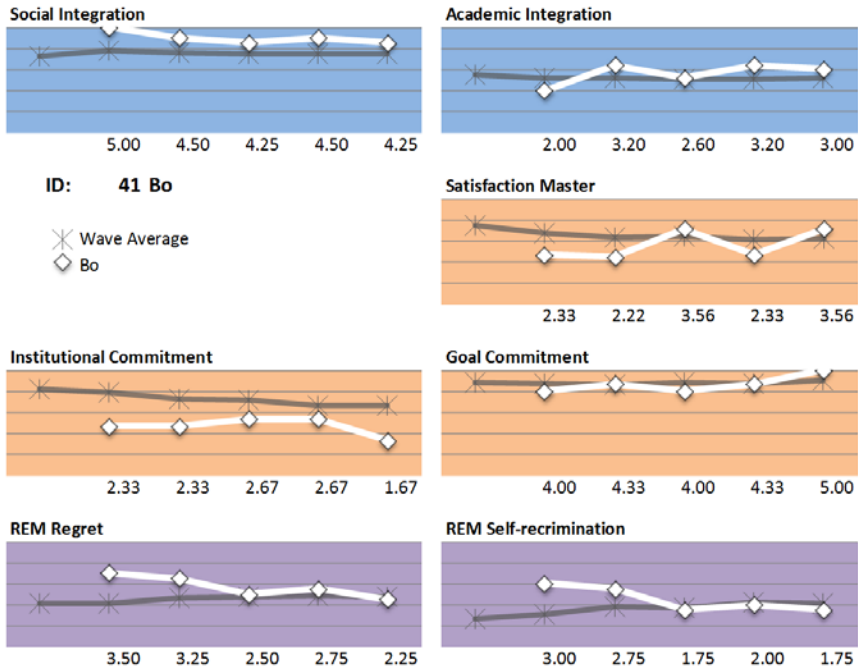 Social Integration
Academic Integration
5.00 4.50 4.25 4.50 4.25
2.00 3.20 2.60 3.20 3.00
ID: 41 Bo
Satisfaction Master
Wave Average
Bo
2.33 2.22 3.56 2.33 3.56
Institutional Commitment
Goal Commitment
2.33 2.33 2.67 2.67 1.67
4.00 4.33 4.00 4.33 5.00
REM Regret
REM Self-recrimination
3.50 3.25 2.50 2.75 2.25
3.00 2.75 1.75 2.00 1.75